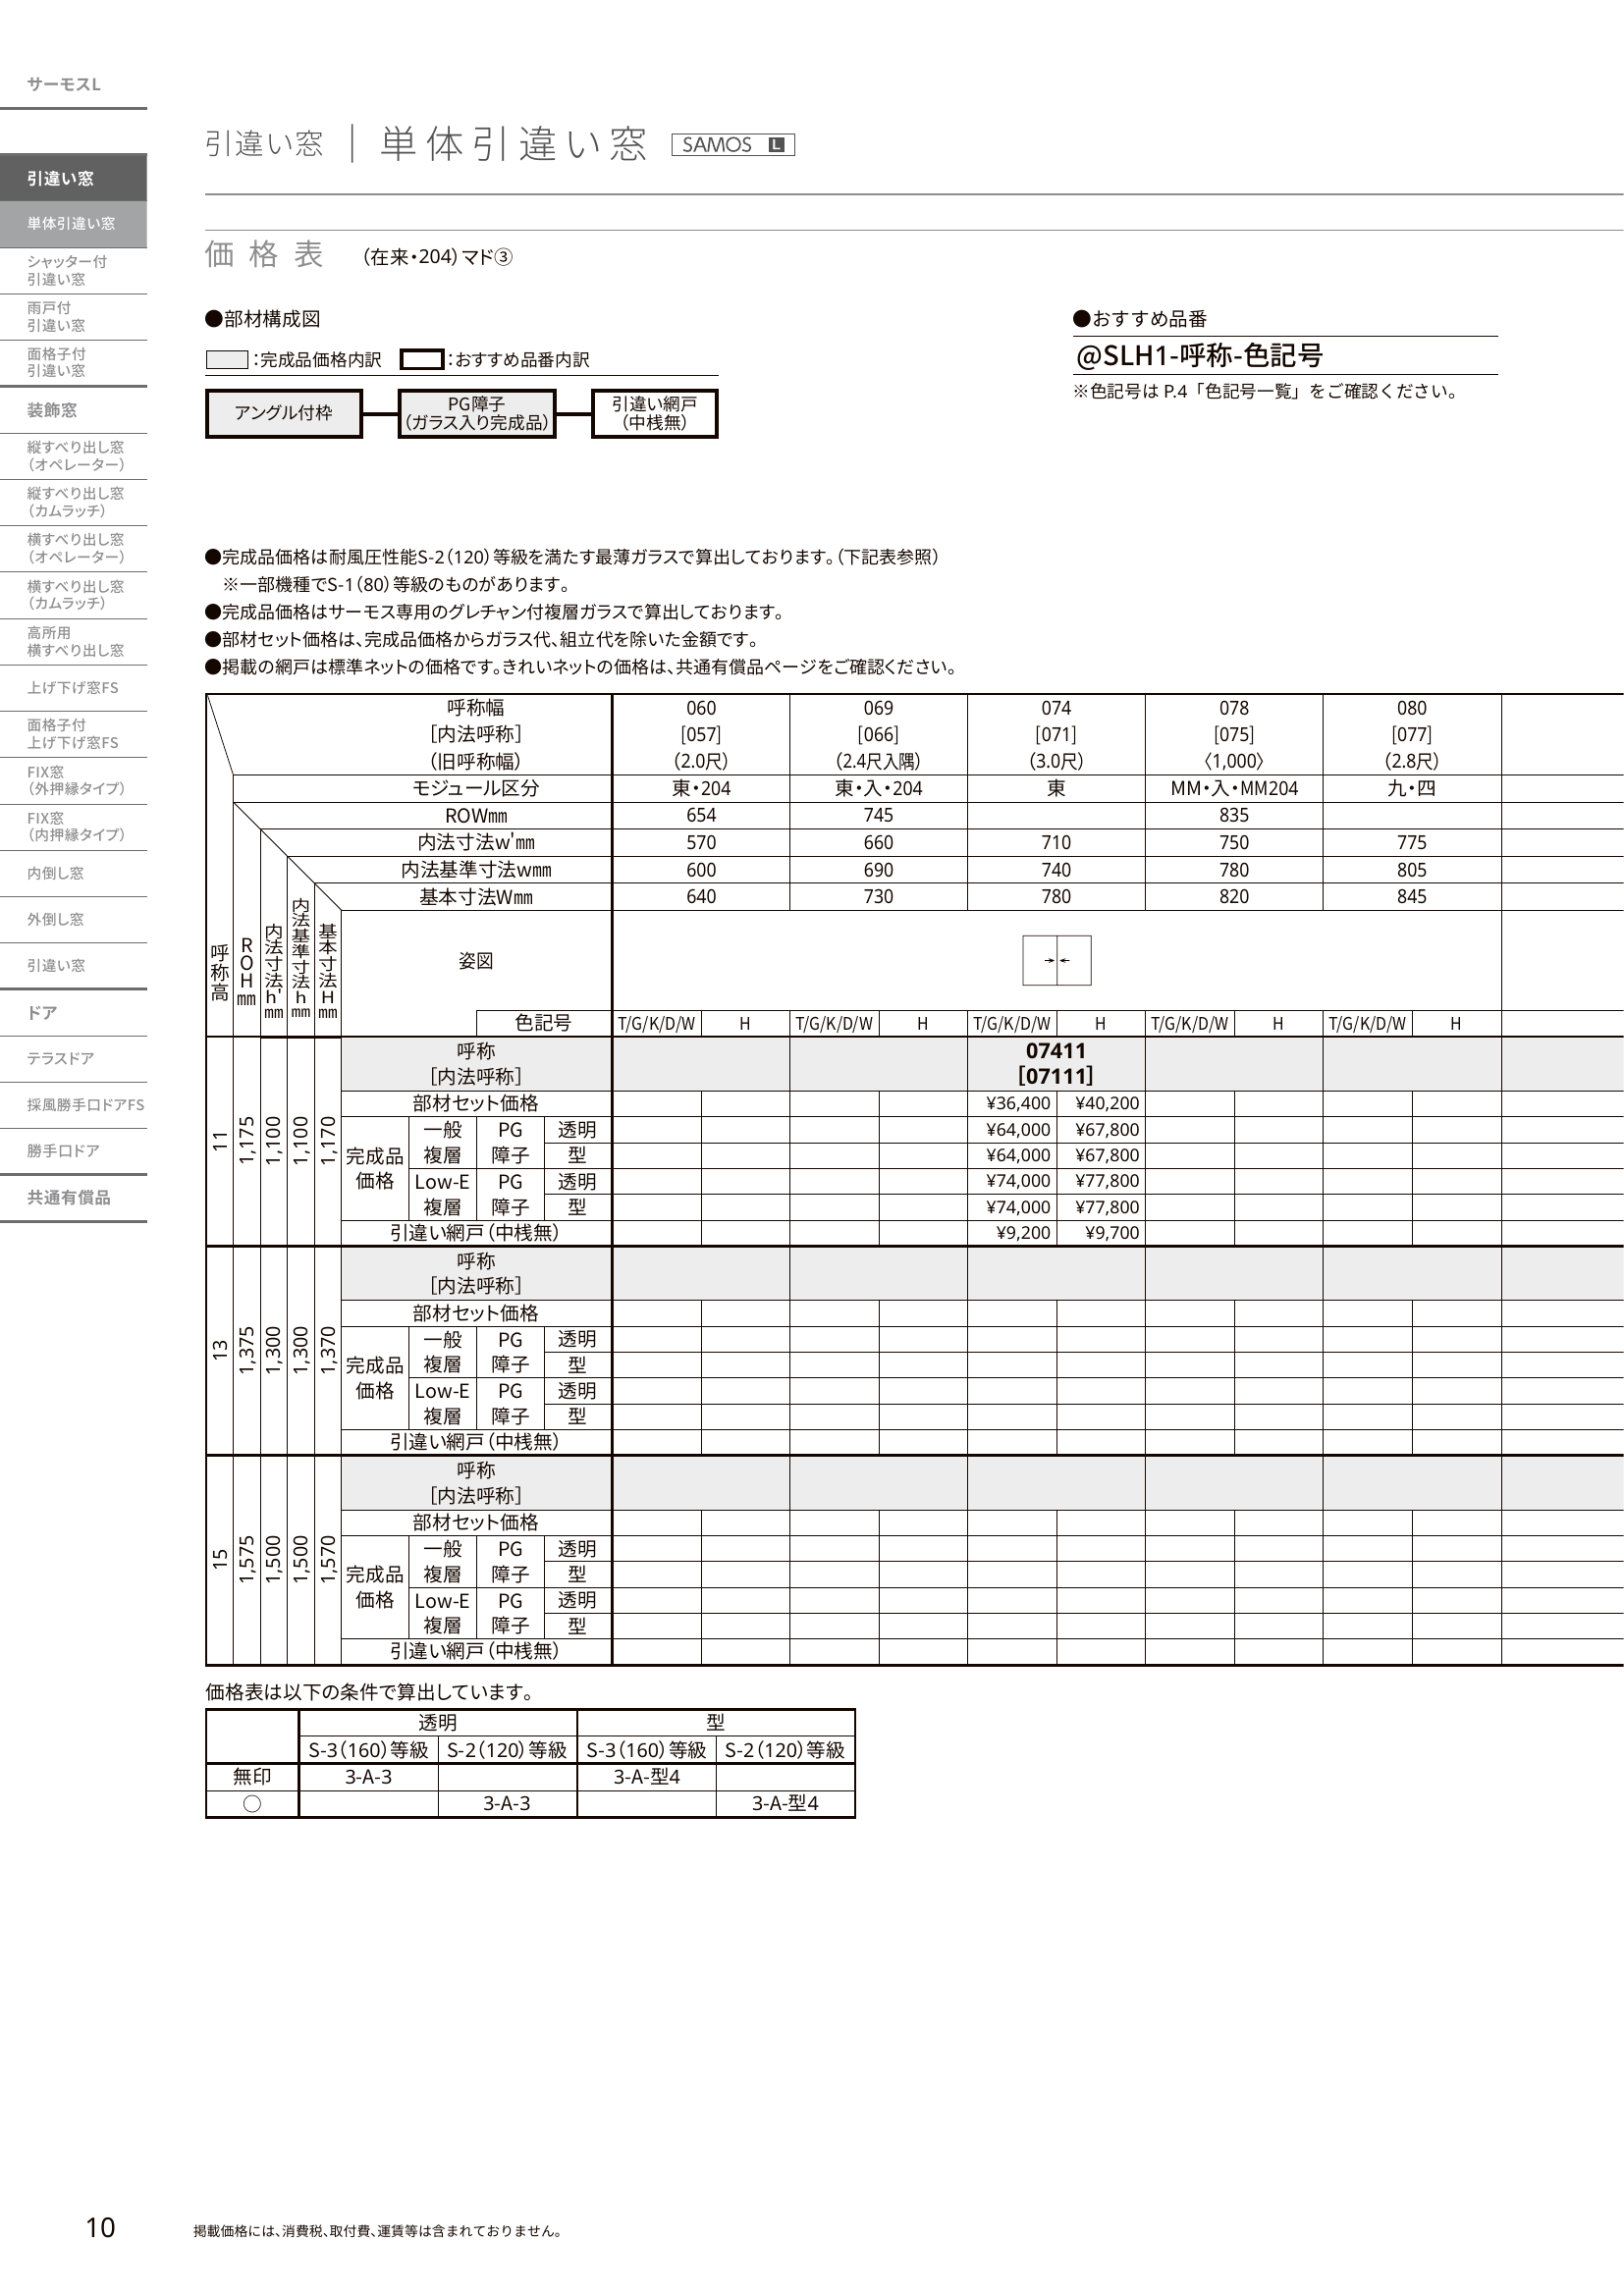 サーモスL
引違い窓
単体引違い窓
シャッター付
引違い窓
雨戸付
引違い窓
面格子付
引違い窓
装飾窓
縦すべり出し窓
（オペレーター）
縦すべり出し窓
（カムラッチ）
横すべり出し窓
（オペレーター）
横すべり出し窓
（カムラッチ）
高所用
横すべり出し窓
上げ下げ窓FS
面格子付
上げ下げ窓FS
FIX窓
（外押縁タイプ）
FIX窓
（内押縁タイプ）
内倒し窓
外倒し窓
引違い窓
ドア
テラスドア
採風勝手口ドアFS
勝手口ドア
共通有償品
引違い窓 | 単体引違い窓 SAMOS L
価格表 （在来・204）マド③
●部材構成図
：完成品価格内訳 ：おすすめ品番内訳
アングル付枠 PG障子（ガラス入り完成品） 引違い網戸（中桟無）
●おすすめ品番
@SLH1-呼称-色記号
※色記号は P.4「色記号一覧」をご確認ください。
●完成品価格は耐風圧性能S-2（120）等級を満たす最薄ガラスで算出しております。（下記表参照）
※一部機種でS-1（80）等級のものがあります。
●完成品価格はサーモス専用のグレチャン付複層ガラスで算出しております。
●部材セット価格は、完成品価格からガラス代、組立代を除いた金額です。
●掲載の網戸は標準ネットの価格です。きれいネットの価格は、共通有償品ページをご確認ください。
呼称幅 060 069 074 078 080
［内法呼称］ [057] [066] [071] [075] [077]
（旧呼称幅） （2.0尺） （2.4尺入隅） （3.0尺） 〈1,000〉 （2.8尺）
モジュール区分 東・204 東・入・204 東 MM・入・MM204 九・四
ROW㎜ 654 745 835
内法寸法w'㎜ 570 660 710 750 775
内法基準寸法w㎜ 600 690 740 780 805
基本寸法W㎜ 640 730 780 820 845
呼称高 ROH㎜ 内法寸法h'㎜ 内法基準寸法h㎜ 基本寸法H㎜
姿図
色記号 T/G/K/D/W H T/G/K/D/W H T/G/K/D/W H T/G/K/D/W H T/G/K/D/W H
11 1,175 1,100 1,100 1,170
呼称 07411
［内法呼称］ [07111]
部材セット価格 ¥36,400 ¥40,200
完成品価格
一般複層 PG障子 透明 ¥64,000 ¥67,800
型 ¥64,000 ¥67,800
Low-E複層 PG障子 透明 ¥74,000 ¥77,800
型 ¥74,000 ¥77,800
引違い網戸（中桟無） ¥9,200 ¥9,700
13 1,375 1,300 1,300 1,370
呼称
［内法呼称］
部材セット価格
完成品価格
一般複層 PG障子 透明
型
Low-E複層 PG障子 透明
型
引違い網戸（中桟無）
15 1,575 1,500 1,500 1,570
呼称
［内法呼称］
部材セット価格
完成品価格
一般複層 PG障子 透明
型
Low-E複層 PG障子 透明
型
引違い網戸（中桟無）
価格表は以下の条件で算出しています。
透明 型
S-3（160）等級 S-2（120）等級 S-3（160）等級 S-2（120）等級
無印 3-A-3 3-A-型4
○ 3-A-3 3-A-型4
10
掲載価格には、消費税、取付費、運賃等は含まれておりません。